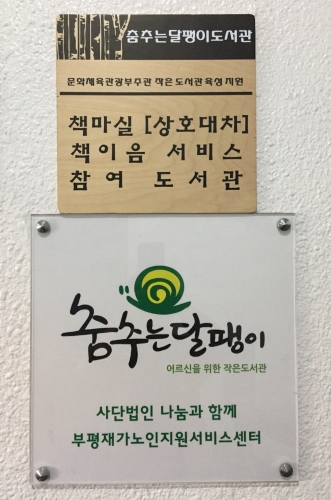 춤추는달팽이도서관
문화체육관광부주관 작은도서관 육성 지원
책마실 [상호대차]
책이음 서비스
참여 도서관
춤추는달팽이
어르신을 위한 작은도서관
사단법인 나눔과 함께
부평재가노인지원서비스센터